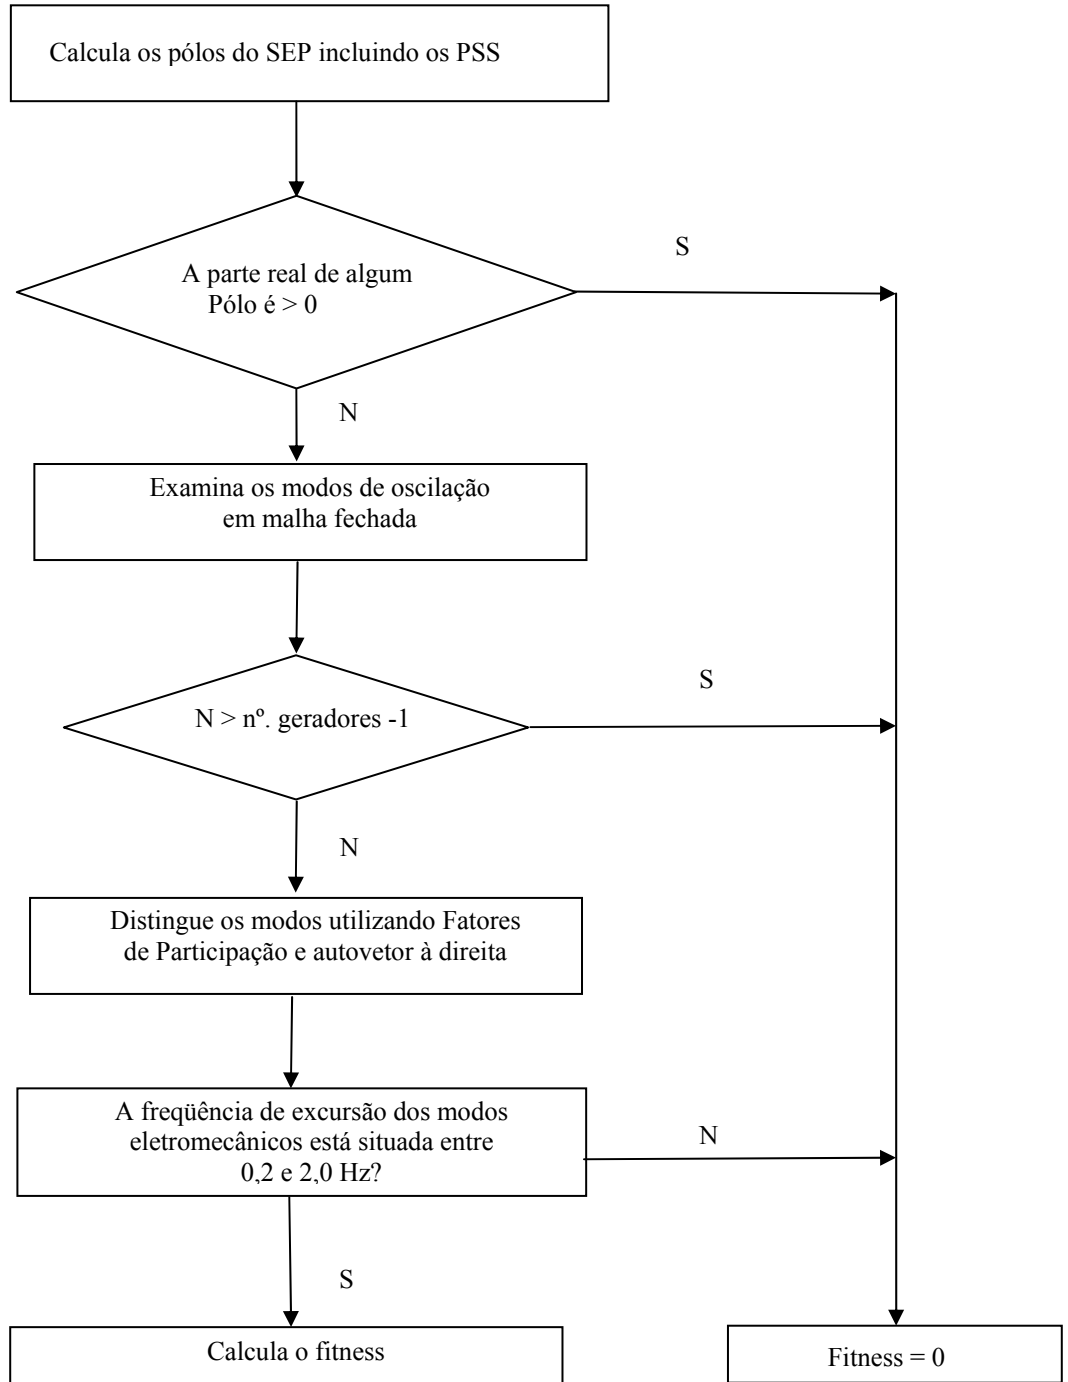 Calcula os pólos do SEP incluindo os PSS
A parte real de algum
Pólo é > 0
S
N
Examina os modos de oscilação
em malha fechada
N > nº. geradores -1
S
N
Distingue os modos utilizando Fatores
de Participação e autovetor à direita
A freqüência de excursão dos modos
eletromecânicos está situada entre
0,2 e 2,0 Hz?
N
S
Calcula o fitness
Fitness = 0